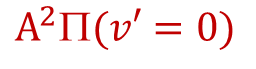 A²Π(v′ = 0)